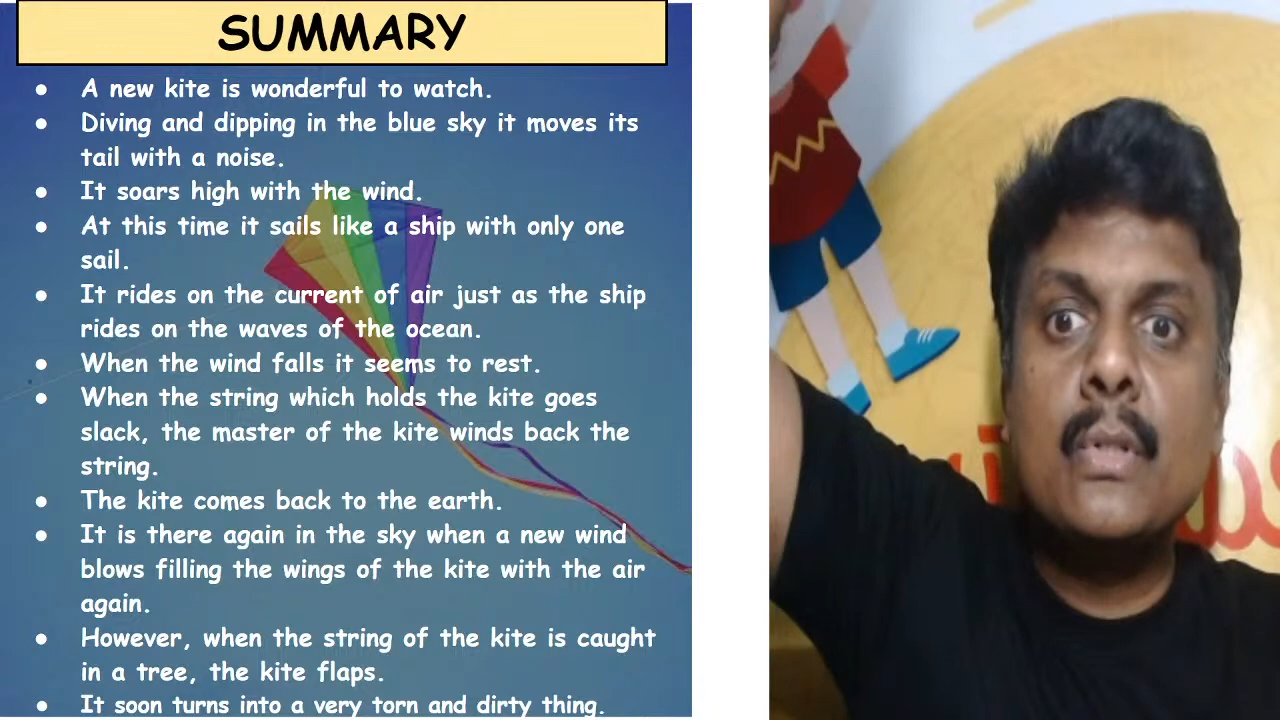 SUMMARY
● A new kite is wonderful to watch.
● Diving and dipping in the blue sky it moves its
tail with a noise.
● It soars high with the wind.
● At this time it sails like a ship with only one
sail.
● It rides on the current of air just as the ship
rides on the waves of the ocean.
● When the wind falls it seems to rest.
● When the string which holds the kite goes
slack, the master of the kite winds back the
string.
● The kite comes back to the earth.
● It is there again in the sky when a new wind
blows filling the wings of the kite with the air
again.
● However, when the string of the kite is caught
in a tree, the kite flaps.
● It soon turns into a very torn and dirty thing.